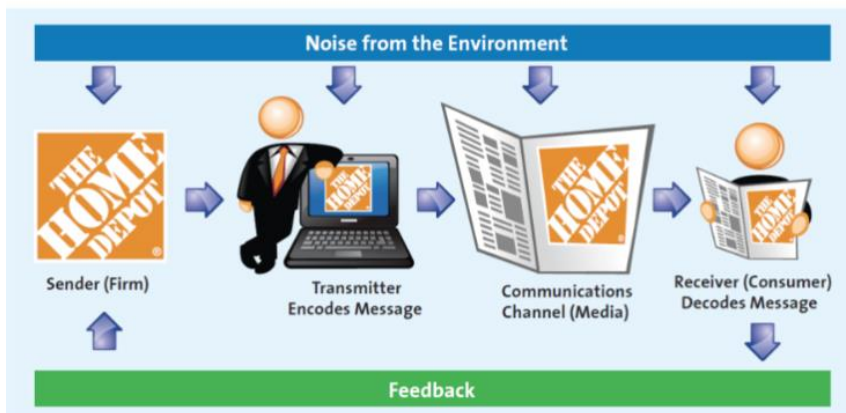 Noise from the Environment
THE
HOME
DEPOT
®
THE
HOME
DEPOT
THE
HOME
DEPOT
THE
HOME
DEPOT
Sender (Firm)
Transmitter
Encodes Message
Communications
Channel (Media)
Receiver (Consumer)
Decodes Message
Feedback